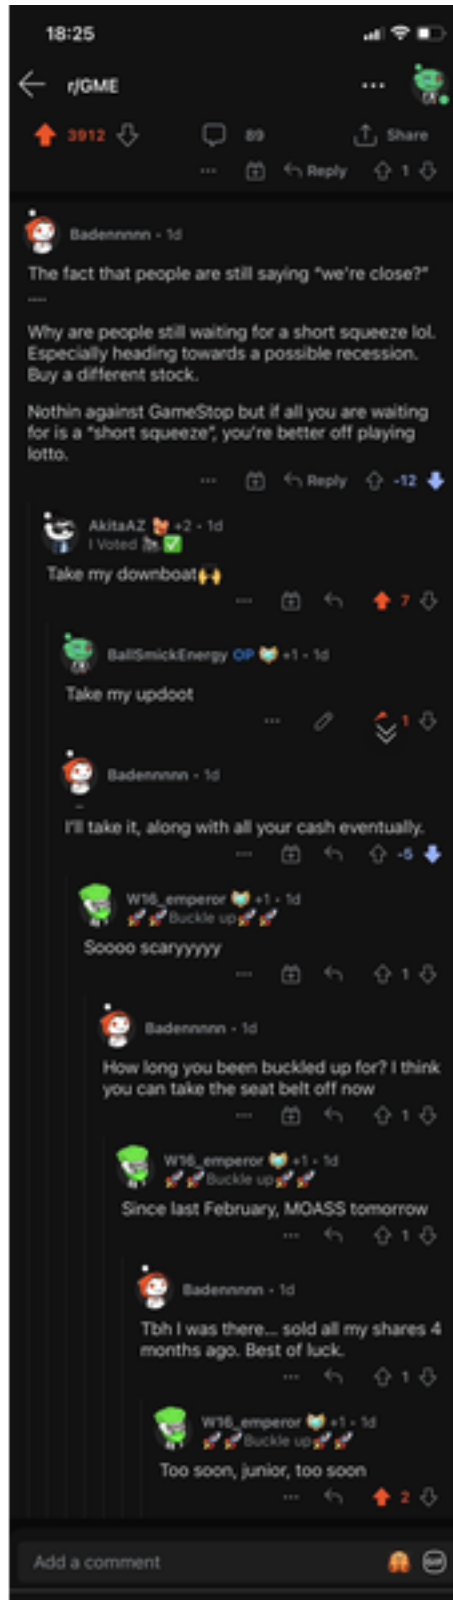 18:25
r/GME
3912 89 Share
Reply 1
Badennnnn • 1d
The fact that people are still saying "we're close?"
....
Why are people still waiting for a short squeeze lol.
Especially heading towards a possible recession.
Buy a different stock.
Nothin against GameStop but if all you are waiting
for is a "short squeeze", you're better off playing
lotto.
Reply -12
AkitaAZ +2 • 1d
I Voted
Take my downboat
7
BallSmickEnergy OP +1 • 1d
Take my updoot
1
Badennnnn • 1d
I'll take it, along with all your cash eventually.
-5
W16_emperor +1 • 1d
Buckle up
Soooo scaryyyyy
1
Badennnnn • 1d
How long you been buckled up for? I think
you can take the seat belt off now
1
W16_emperor +1 • 1d
Buckle up
Since last February, MOASS tomorrow
1
Badennnnn • 1d
Tbh I was there... sold all my shares 4
months ago. Best of luck.
1
W16_emperor +1 • 1d
Buckle up
Too soon, junior, too soon
2
Add a comment
GIF